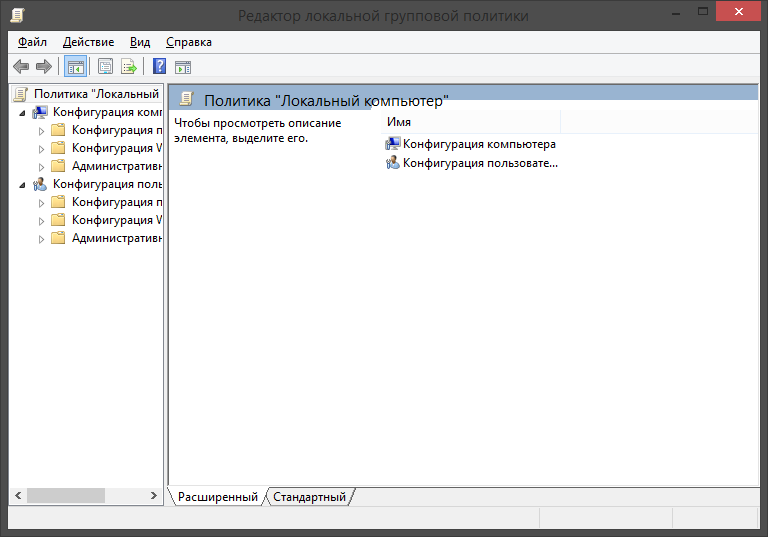 Редактор локальной групповой политики
Файл Действие Вид Справка
Политика "Локальный
Конфигурация комп
Конфигурация п
Конфигурация W
Административн
Конфигурация поль
Конфигурация п
Конфигурация W
Административн
Политика "Локальный компьютер"
Чтобы просмотреть описание
элемента, выделите его.
Имя
Конфигурация компьютера
Конфигурация пользовате...
Расширенный Стандартный